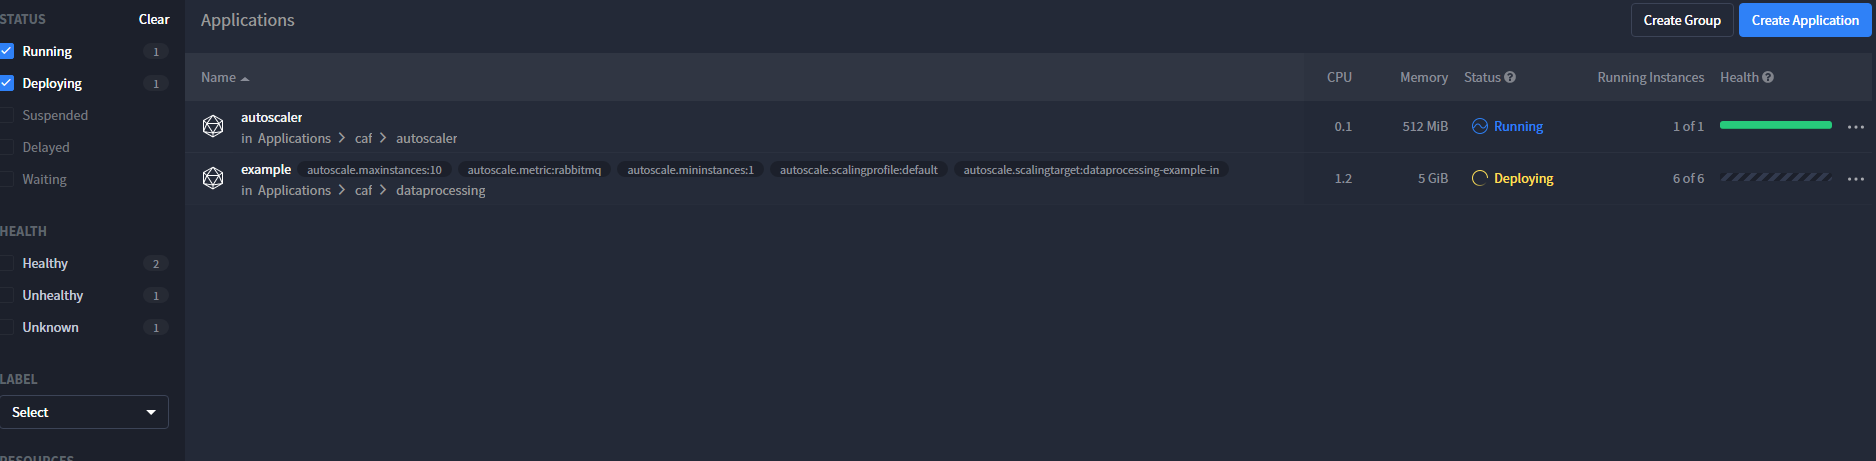 STATUS Clear
Running 1
Deploying 1
Suspended
Delayed
Waiting
HEALTH
Healthy 2
Unhealthy 1
Unknown 1
LABEL
Select
RESOURCES
Applications
Create Group
Create Application
Name CPU Memory Status Running Instances Health
autoscaler
in Applications > caf > autoscaler
0.1 512 MiB Running 1 of 1
example autoscale.maxinstances:10 autoscale.metric:rabbitmq autoscale.mininstances:1 autoscale.scalingprofile:default autoscale.scalingtarget:dataprocessing-example-in
in Applications > caf > dataprocessing
1.2 5 GiB Deploying 6 of 6